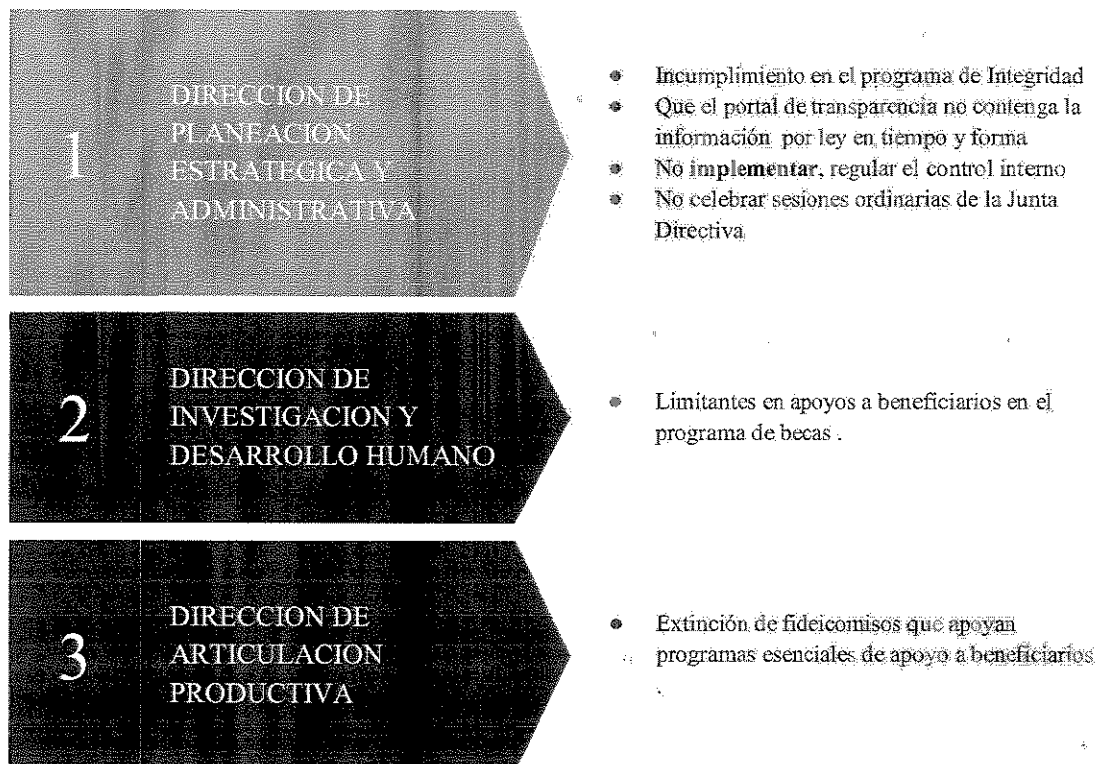 1
DIRECCION DE
PLANEACION
ESTRATEGICA Y
ADMINISTRATIVA
● Incumplimiento en el programa de Integridad
● Que el portal de transparencia no contenga la
información por ley en tiempo y forma
● No implementar, regular el control interno
● No celebrar sesiones ordinarias de la Junta
Directiva
2
DIRECCION DE
INVESTIGACION Y
DESARROLLO HUMANO
● Limitantes en apoyos a beneficiarios en el
programa de becas .
3
DIRECCION DE
ARTICULACION
PRODUCTIVA
● Extinción de fideicomisos que apoyan
programas esenciales de apoyo a beneficiarios
.